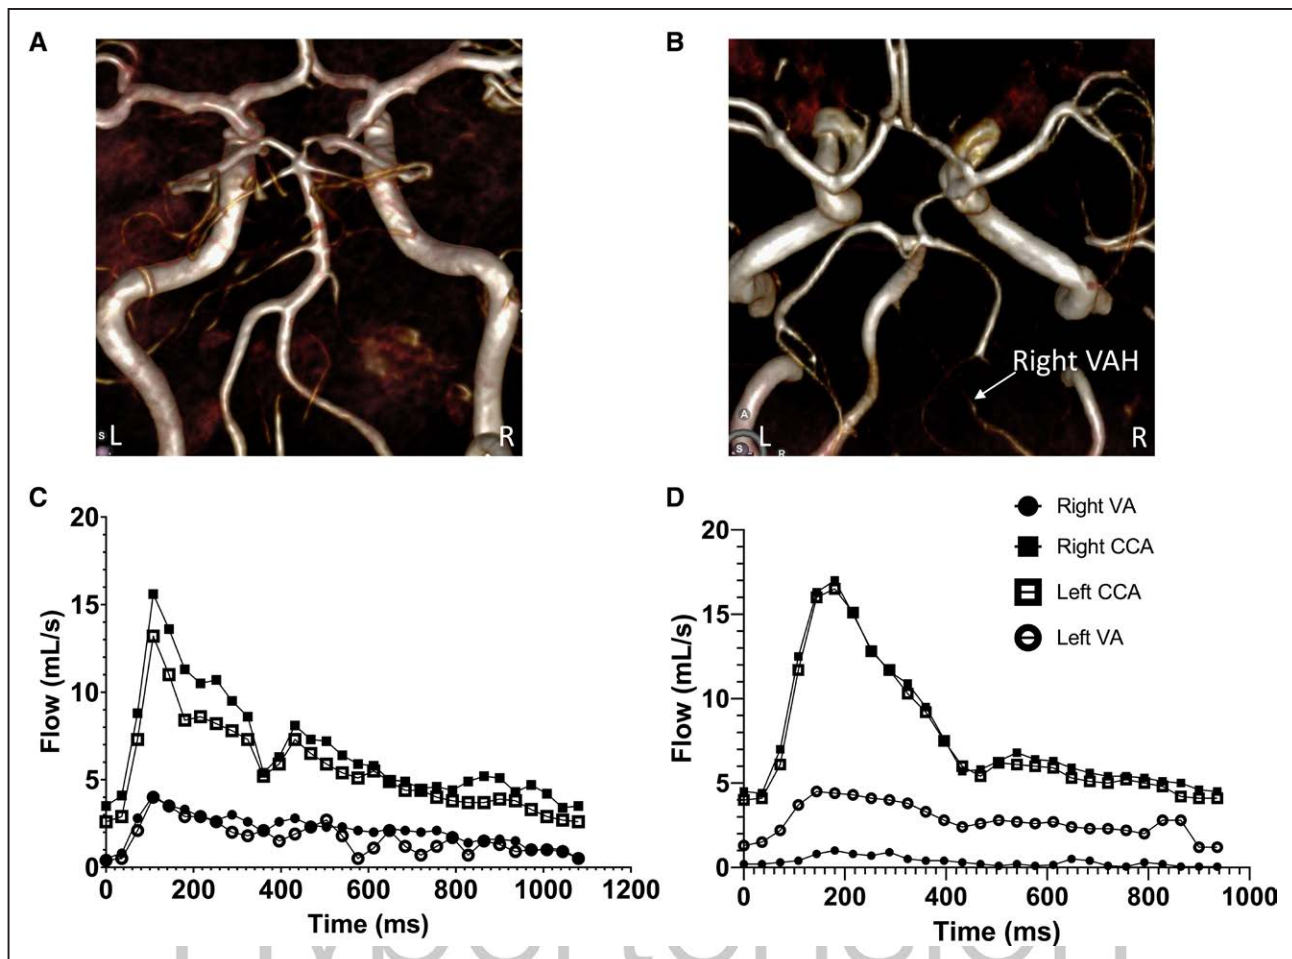 A
B
S L
R
Right VAH
A
L
S
R
R
C
D
Right VA
Right CCA
Left CCA
Left VA
Flow (mL/s)
20
15
10
5
0
0 200 400 600 800 1000 1200
Time (ms)
Flow (mL/s)
20
15
10
5
0
0 200 400 600 800 1000
Time (ms)
Hypertension